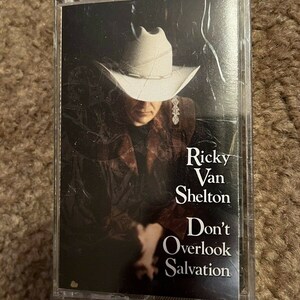 Ricky
Van
Shelton
Don't
Overlook
Salvation